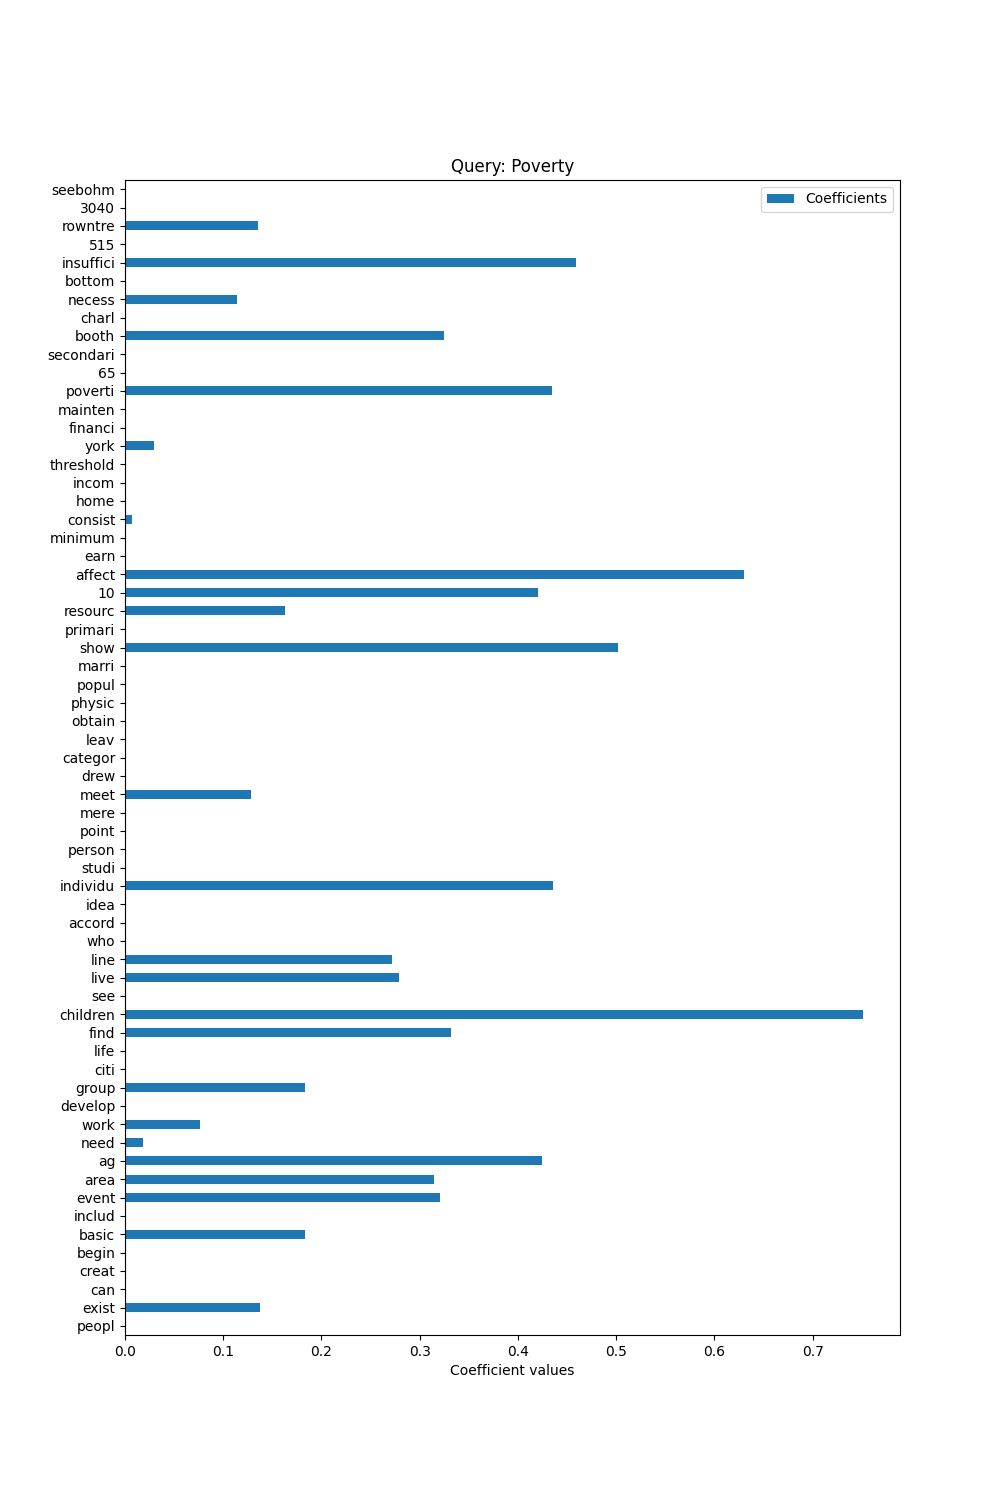 Query: Poverty
Coefficients
seebohm
3040
rowntre
515
insuffici
bottom
necess
charl
booth
secondari
65
poverti
mainten
financi
york
threshold
incom
home
consist
minimum
earn
affect
10
resourc
primari
show
marri
popul
physic
obtain
leav
categor
drew
meet
mere
point
person
studi
individu
idea
accord
who
line
live
see
children
find
life
citi
group
develop
work
need
ag
area
event
includ
basic
begin
creat
can
exist
peopl
0.0 0.1 0.2 0.3 0.4 0.5 0.6 0.7
Coefficient values